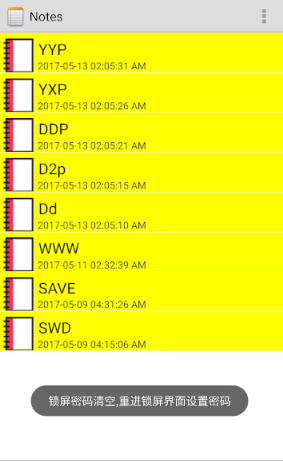 Notes
YYP
2017-05-13 02:05:31 AM
YXP
2017-05-13 02:05:26 AM
DDP
2017-05-13 02:05:21 AM
D2p
2017-05-13 02:05:15 AM
Dd
2017-05-13 02:05:10 AM
WWW
2017-05-11 02:32:39 AM
SAVE
2017-05-09 04:31:26 AM
SWD
2017-05-09 04:15:06 AM
锁屏密码清空,重进锁屏界面设置密码